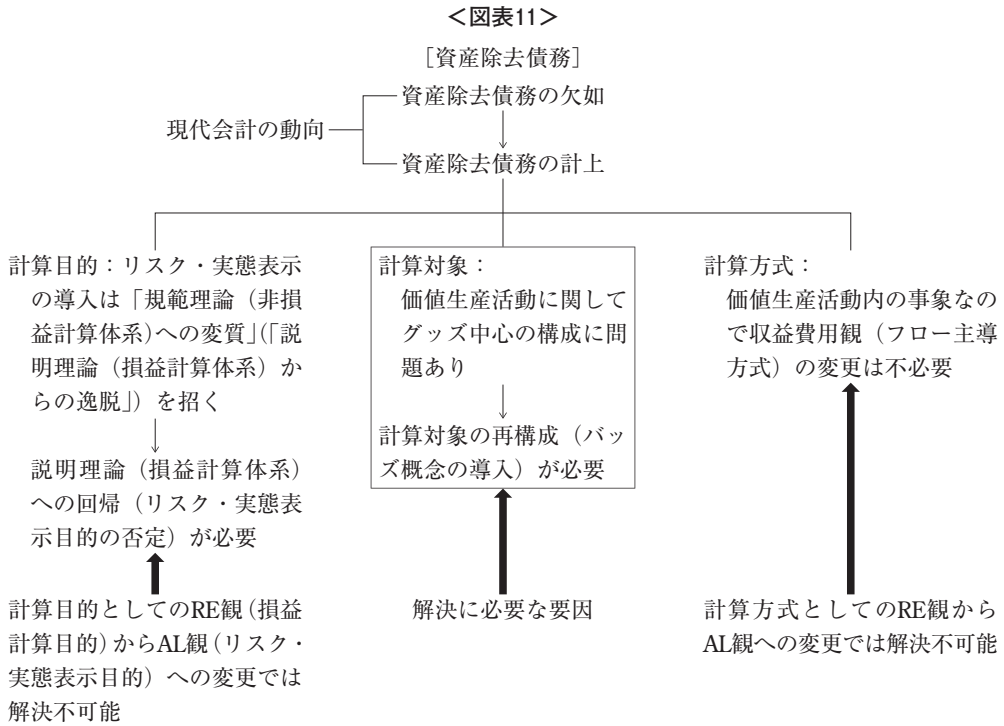 ＜図表11＞
［資産除去債務］
資産除去債務の欠如
現代会計の動向
資産除去債務の計上
計算目的：リスク・実態表示
の導入は「規範理論（非損
益計算体系）への変質」（「説
明理論（損益計算体系）か
らの逸脱」）を招く
説明理論（損益計算体系）
への回帰（リスク・実態表
示目的の否定）が必要
計算目的としてのRE観（損益
計算目的）からAL観（リスク・
実態表示目的）への変更では
解決不可能
計算対象：
価値生産活動に関して
グッズ中心の構成に問
題あり
計算対象の再構成（バッ
ズ概念の導入）が必要
解決に必要な要因
計算方式：
価値生産活動内の事象なの
で収益費用観（フロー主導
方式）の変更は不必要
計算方式としてのRE観から
AL観への変更では解決不可能